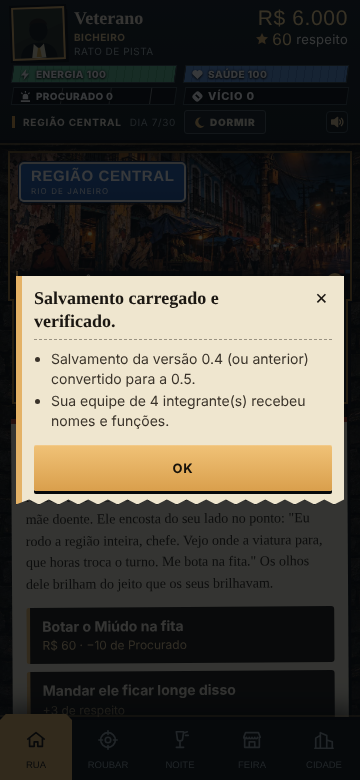 Veterano
BICHEIRO
RATO DE PISTA
R$ 6.000
60 respeito
ENERGIA 100
SAÚDE 100
PROCURADO 0
VÍCIO 0
REGIÃO CENTRAL DIA 7/30
DORMIR
REGIÃO CENTRAL
RIO DE JANEIRO
Salvamento carregado e
verificado.
• Salvamento da versão 0.4 (ou anterior)
convertido para a 0.5.
• Sua equipe de 4 integrante(s) recebeu
nomes e funções.
OK
mãe doente. Ele encosta do seu lado no ponto: "Eu
rodo a região inteira, chefe. Vejo onde a viatura para,
que horas troca o turno. Me bota na fita." Os olhos
dele brilham do jeito que os seus brilhavam.
Botar o Miúdo na fita
R$ 60 · −10 de Procurado
Mandar ele ficar longe disso
+3 de respeito
RUA
ROUBAR
NOITE
FEIRA
CIDADE